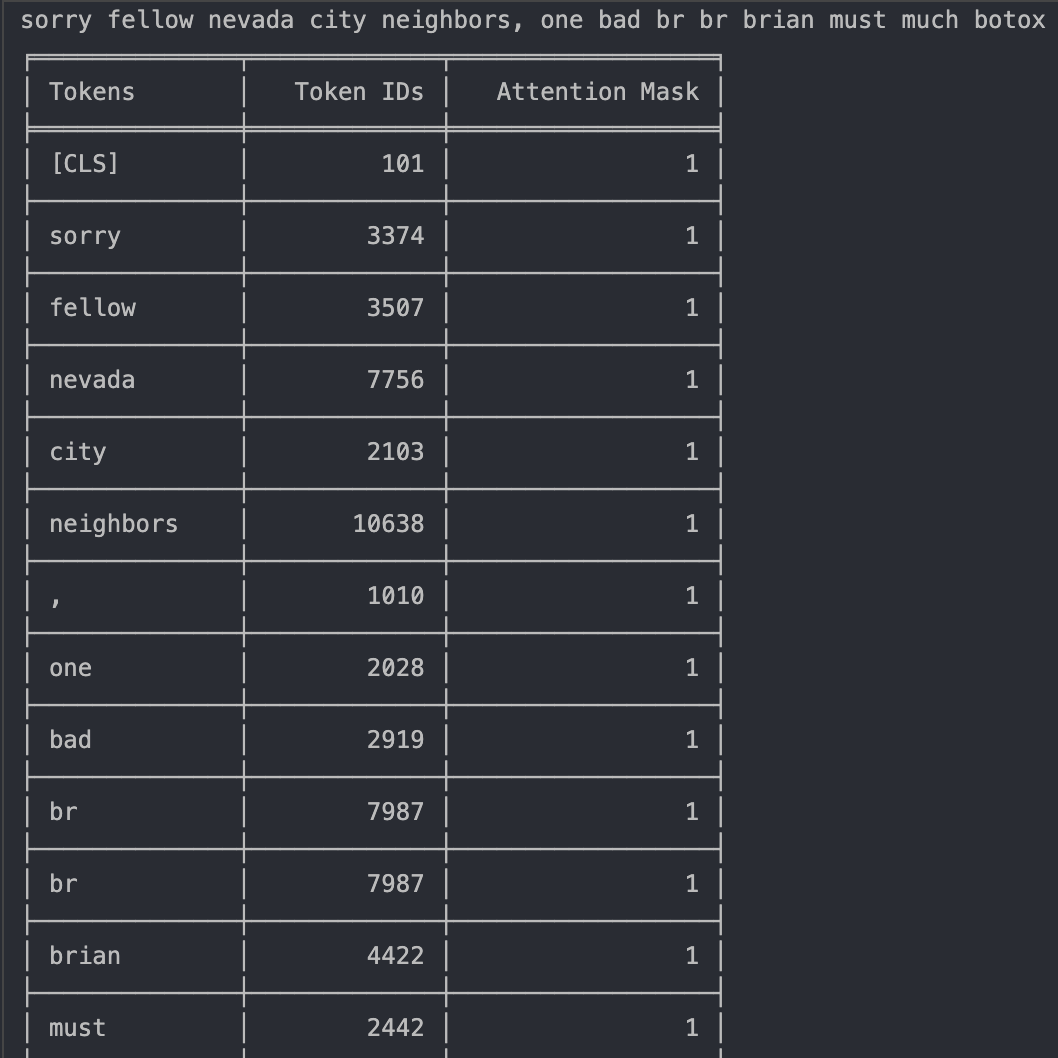 sorry fellow nevada city neighbors, one bad br br brian must much botox
Tokens Token IDs Attention Mask
[CLS] 101 1
sorry 3374 1
fellow 3507 1
nevada 7756 1
city 2103 1
neighbors 10638 1
, 1010 1
one 2028 1
bad 2919 1
br 7987 1
br 7987 1
brian 4422 1
must 2442 1